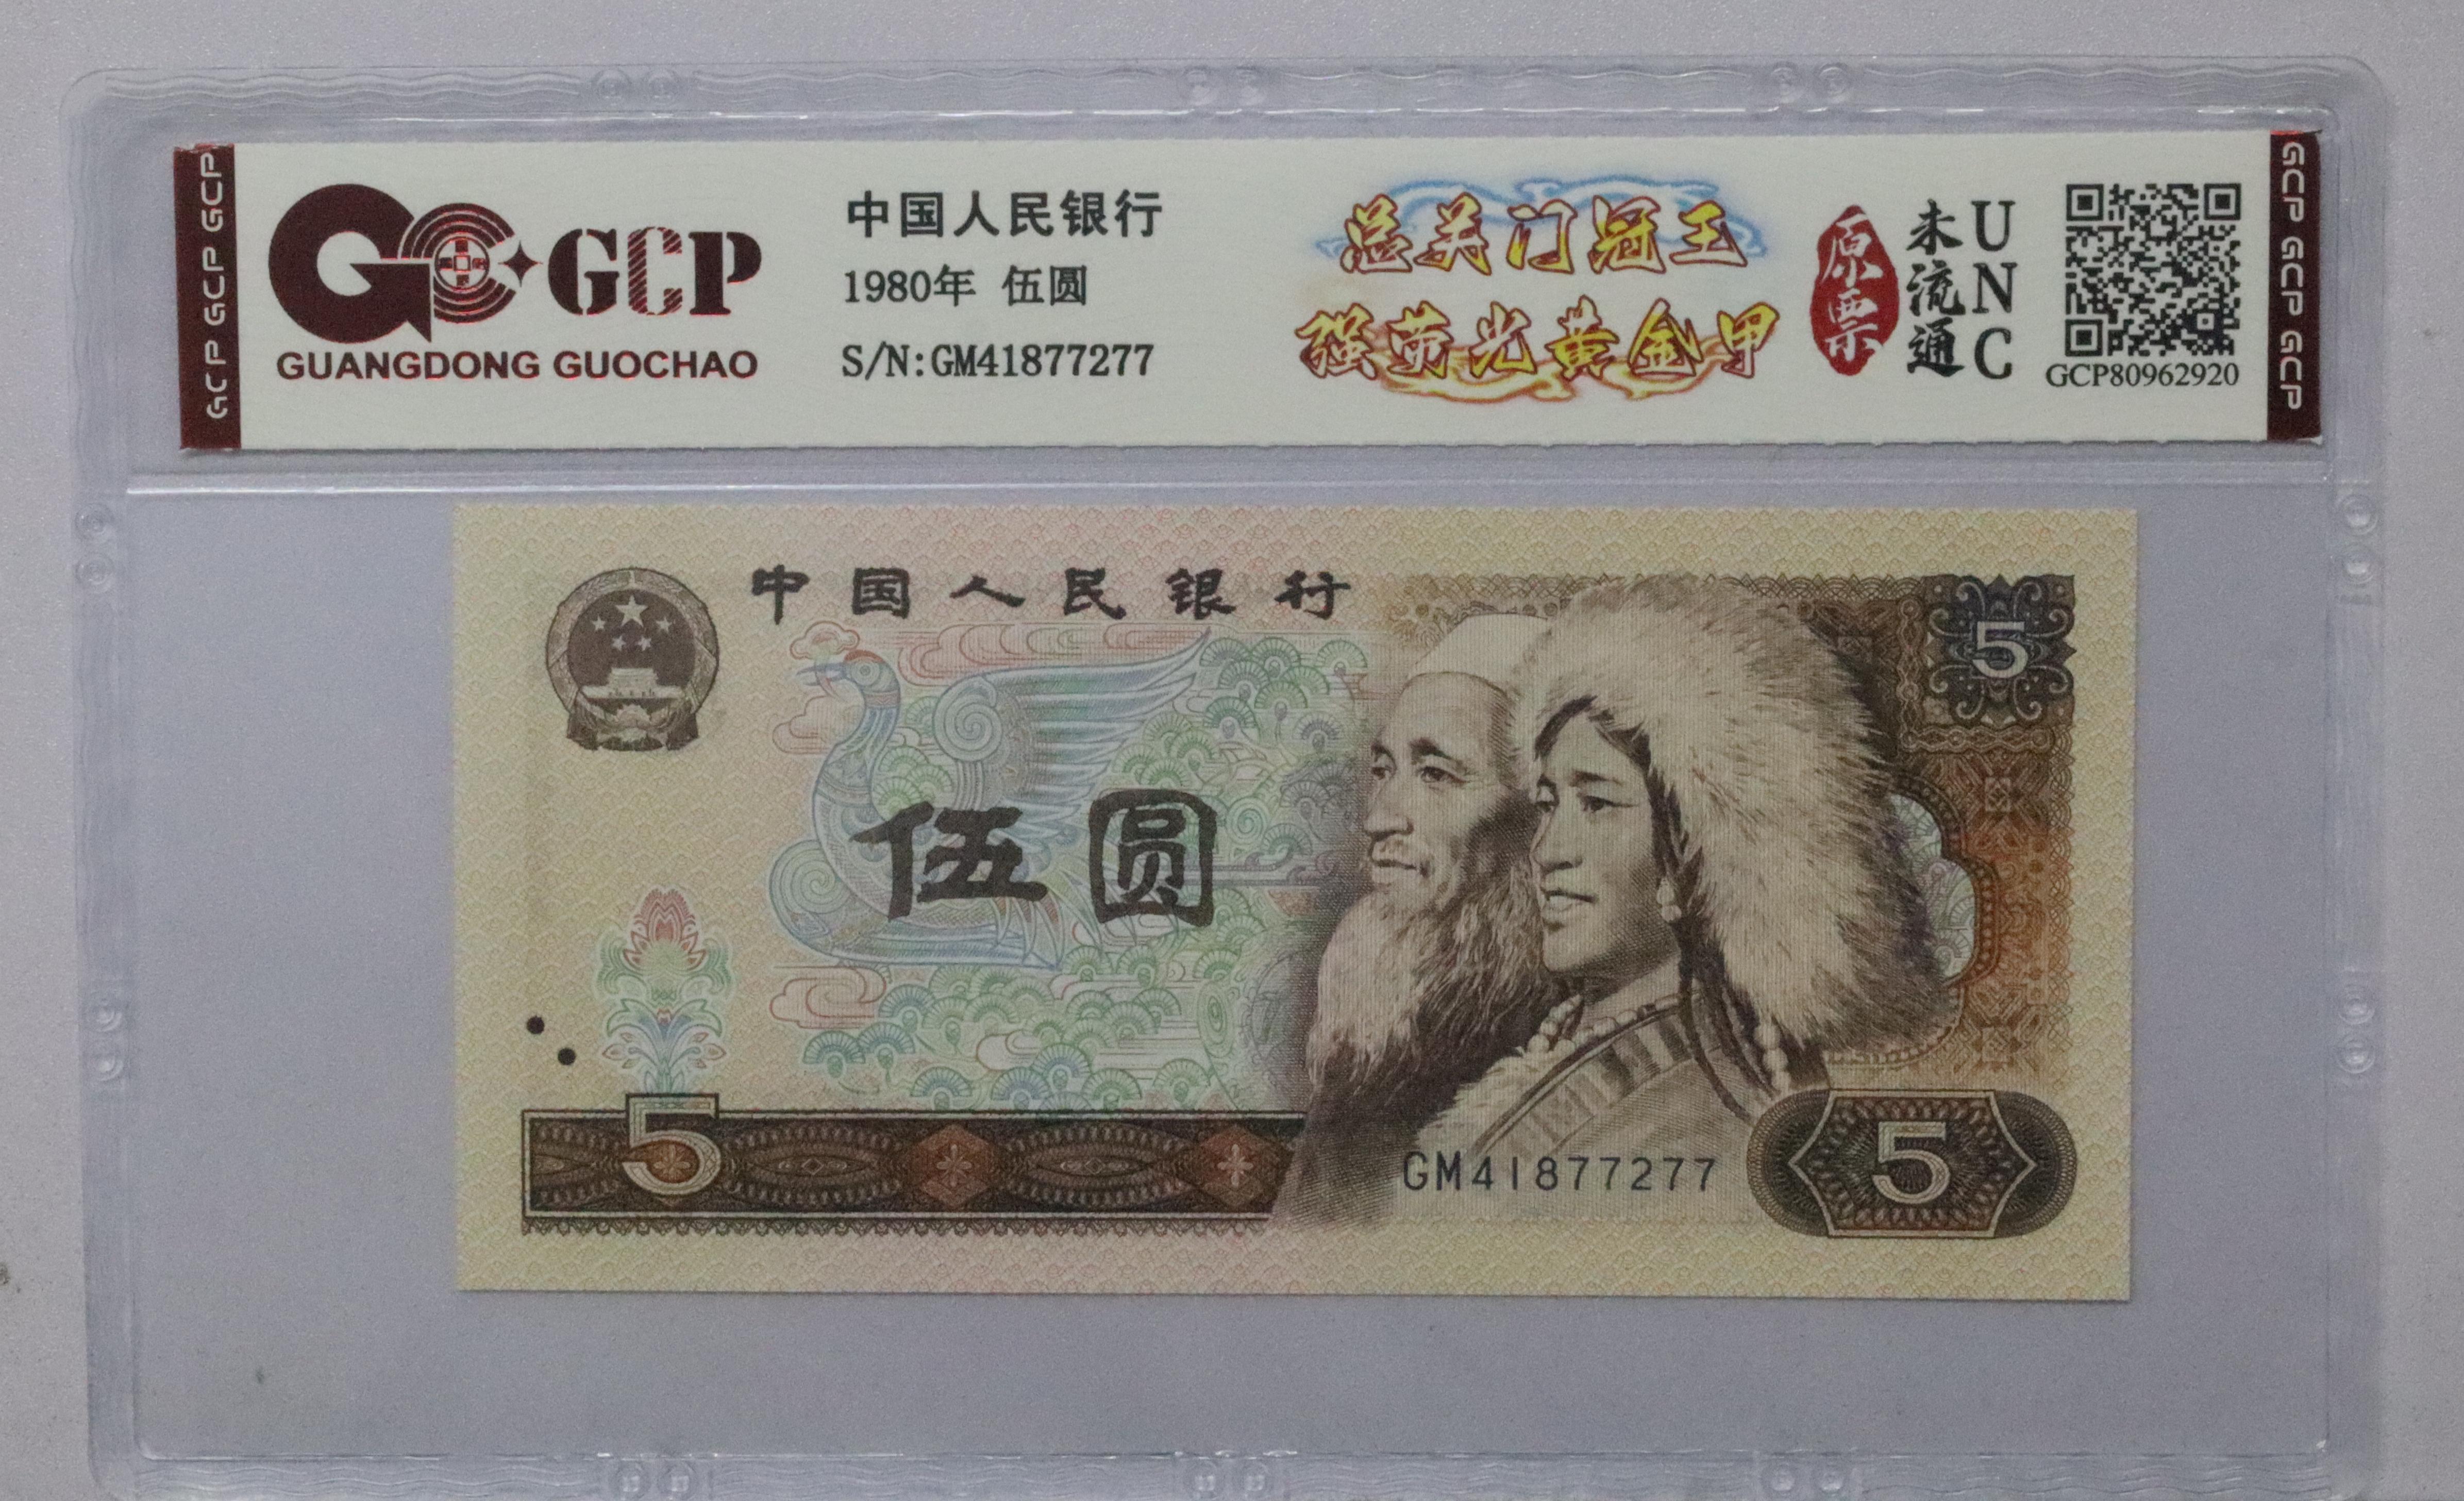 GCP GCP GCP
GCP
GUANGDONG GUOCHAO
中国人民银行
1980年 伍圆
S/N:GM41877277
总关门冠王
强荧光黄金甲
原票
未流通
UNC
GCP80962920
GCP GCP GCP
中国人民银行
5
伍圆
5
GM41877277
5